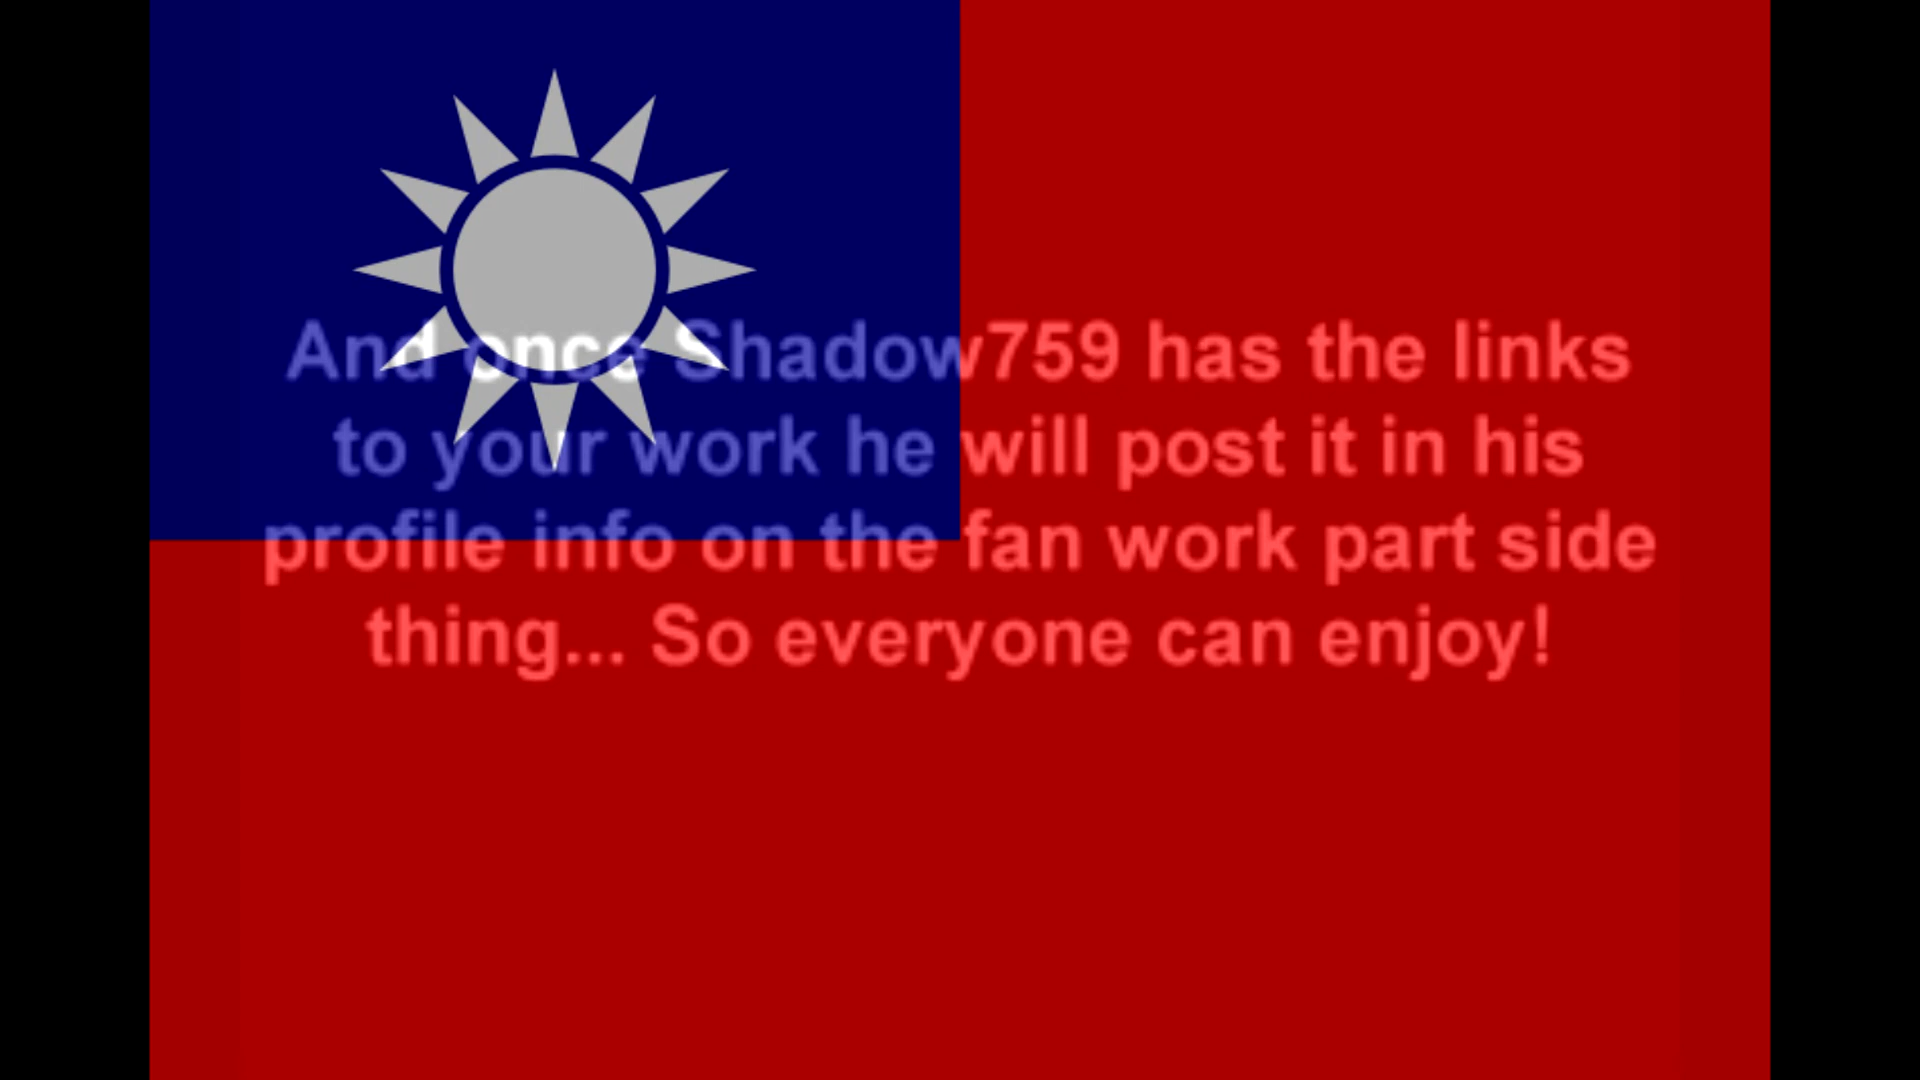 And once Shadow759 has the links
to your work he will post it in his
profile info on the fan work part side
thing... So everyone can enjoy!